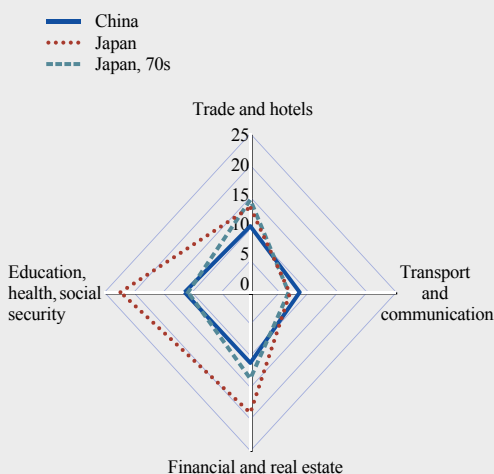 China
Japan
Japan, 70s
Trade and hotels
25
20
15
10
5
0
Education,
health, social
security
Transport
and
communication
Financial and real estate